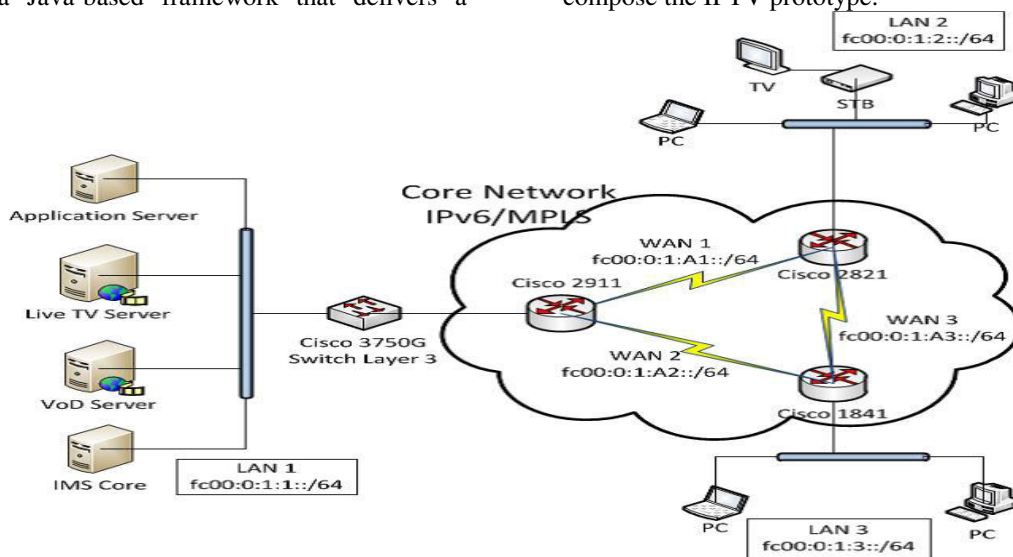 a Java-based framework that delivers a
compose the IPTV prototype.
LAN 2
fc00:0:1:2::/64
TV
STB
PC
PC
Application Server
Live TV Server
VoD Server
IMS Core
LAN 1
fc00:0:1:1::/64
Cisco 3750G
Switch Layer 3
Core Network
IPv6/MPLS
WAN 1
fc00:0:1:A1::/64
Cisco 2911
Cisco 2821
WAN 2
fc00:0:1:A2::/64
WAN 3
fc00:0:1:A3::/64
Cisco 1841
PC
PC
LAN 3
fc00:0:1:3::/64